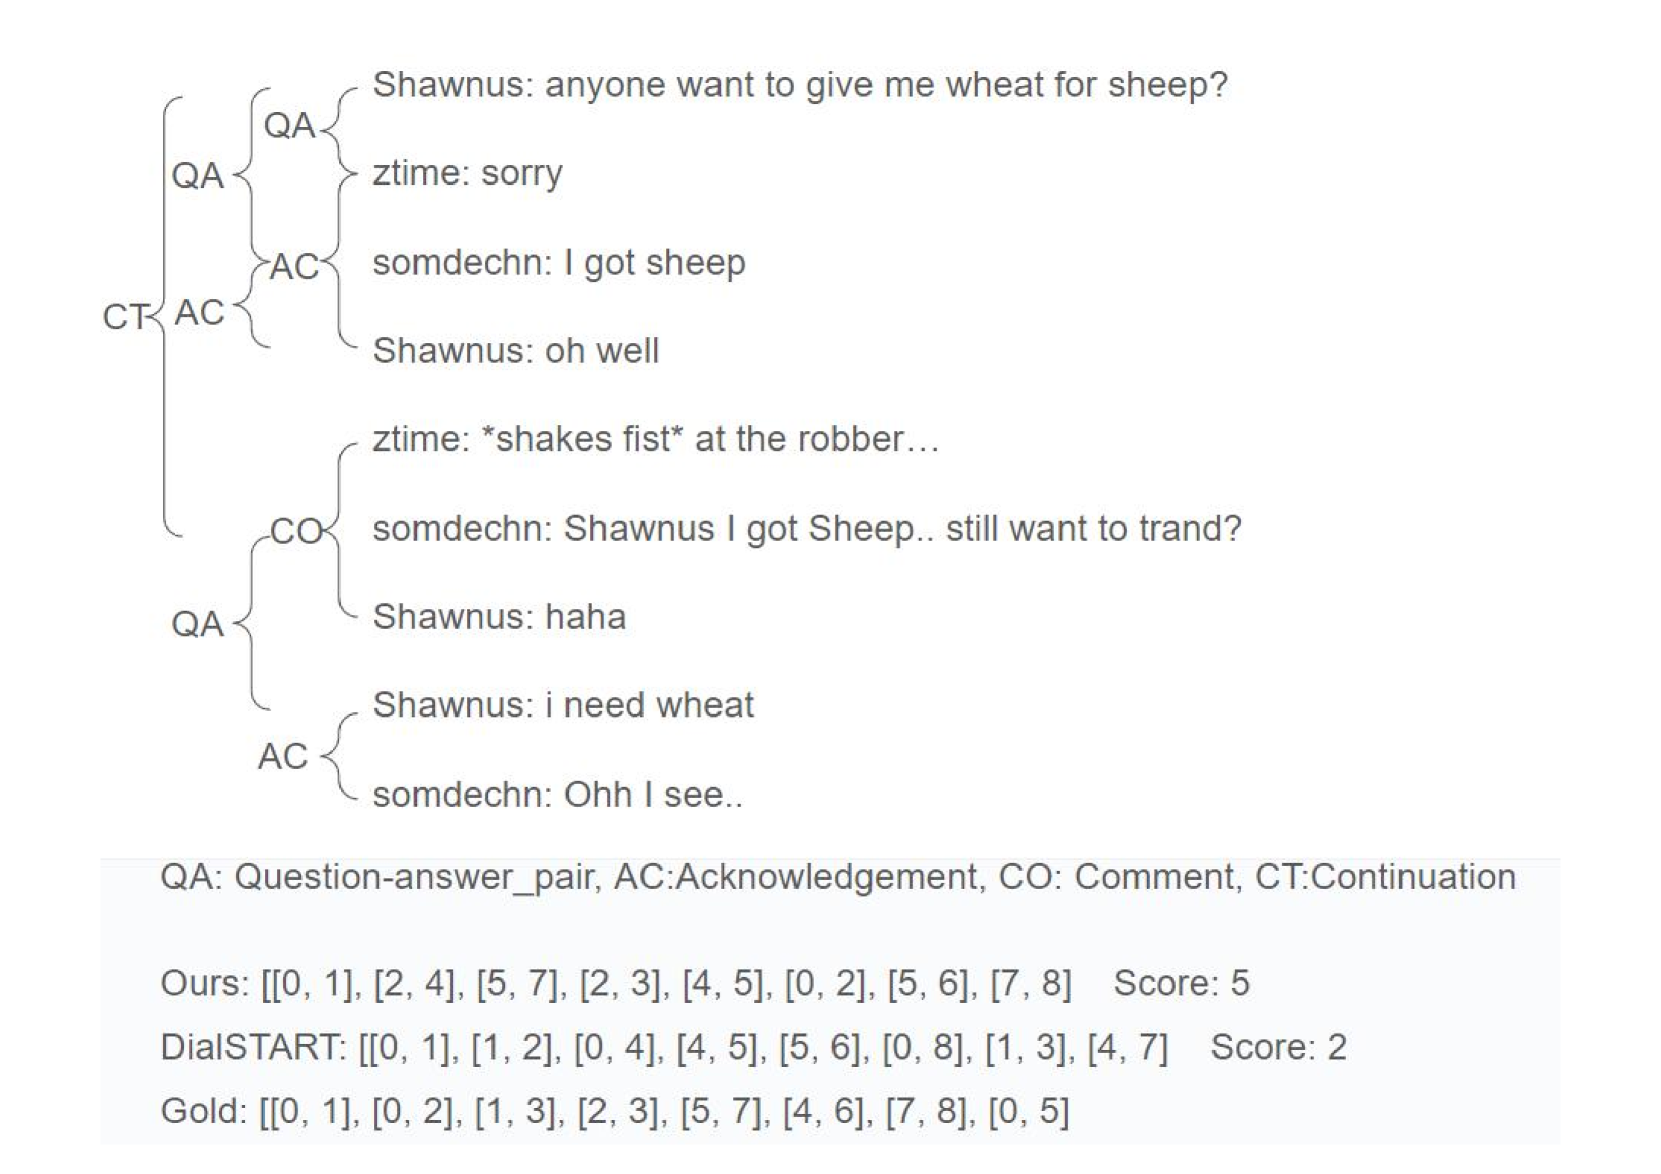 Shawnus: anyone want to give me wheat for sheep?
QA
QA
ztime: sorry
somdechn: I got sheep
AC
CT
AC
Shawnus: oh well
ztime: *shakes fist* at the robber…
somdechn: Shawnus I got Sheep.. still want to trand?
CO
Shawnus: haha
QA
Shawnus: i need wheat
AC
somdechn: Ohh I see..
QA: Question-answer_pair, AC:Acknowledgement, CO: Comment, CT:Continuation
Ours: [[0, 1], [2, 4], [5, 7], [2, 3], [4, 5], [0, 2], [5, 6], [7, 8] Score: 5
DialSTART: [[0, 1], [1, 2], [0, 4], [4, 5], [5, 6], [0, 8], [1, 3], [4, 7] Score: 2
Gold: [[0, 1], [0, 2], [1, 3], [2, 3], [5, 7], [4, 6], [7, 8], [0, 5]